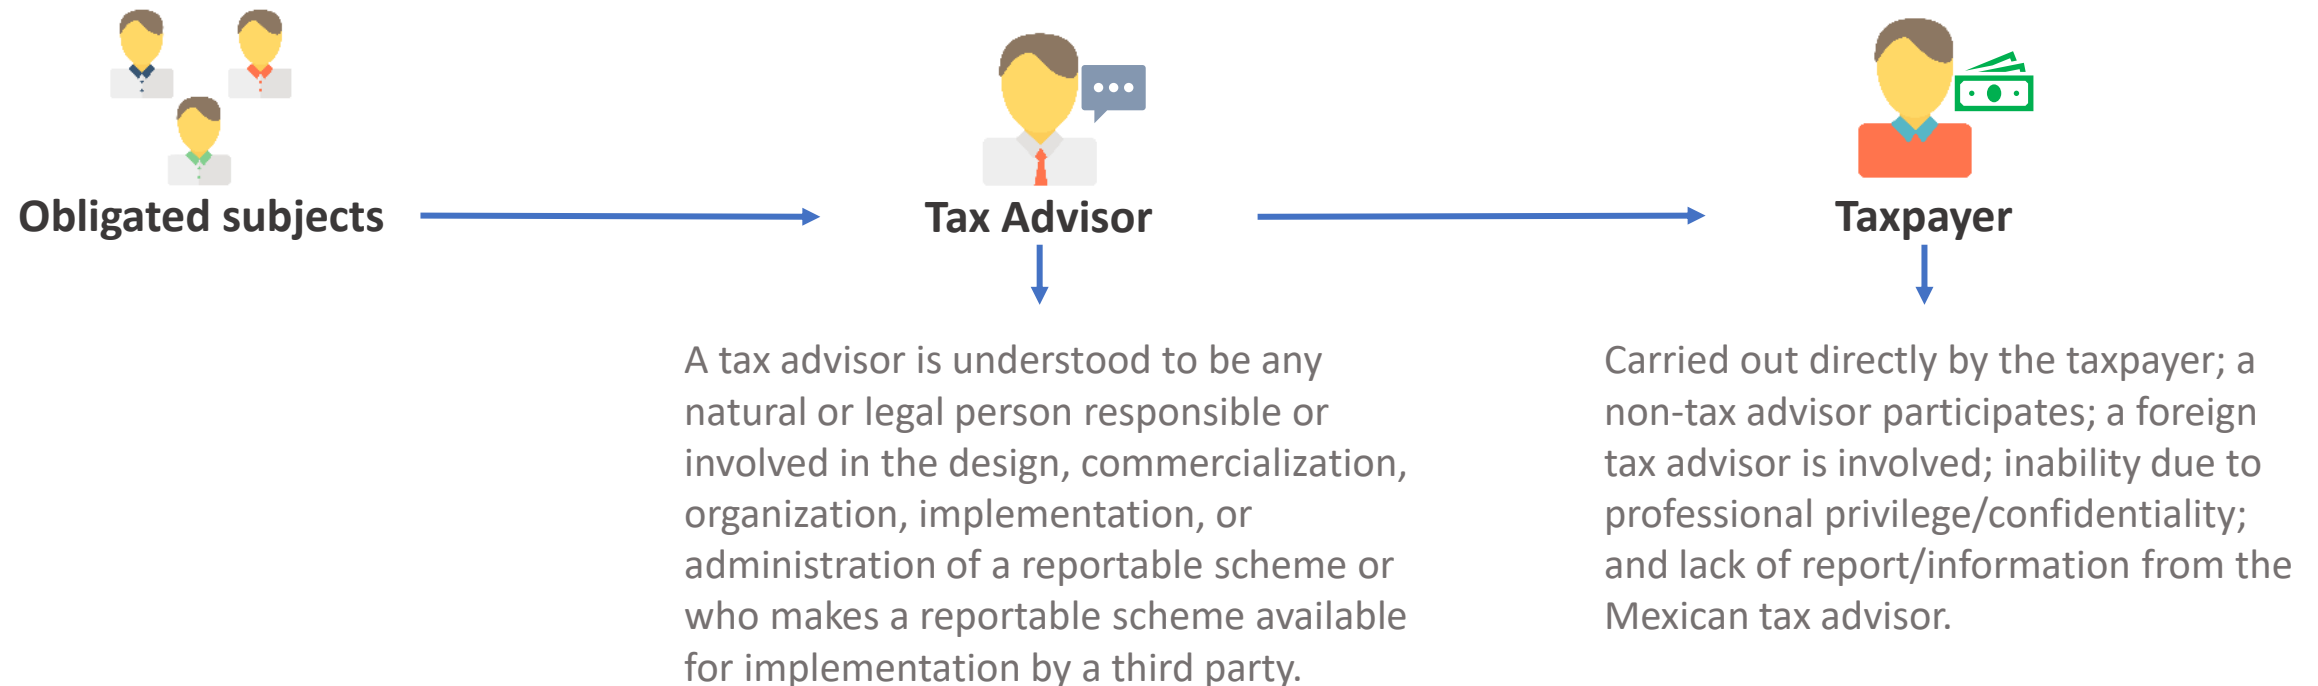 Obligated subjects
Tax Advisor
Taxpayer
A tax advisor is understood to be any
natural or legal person responsible or
involved in the design, commercialization,
organization, implementation, or
administration of a reportable scheme or
who makes a reportable scheme available
for implementation by a third party.
Carried out directly by the taxpayer; a
non-tax advisor participates; a foreign
tax advisor is involved; inability due to
professional privilege/confidentiality;
and lack of report/information from the
Mexican tax advisor.